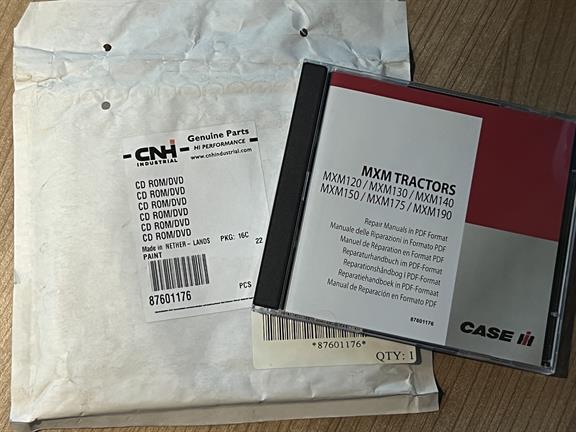 CNH
INDUSTRIAL
Genuine Parts
HI PERFORMANCE
www.cnhindustrial.com
CD ROM/DVD
CD ROM/DVD
CD ROM/DVD
CD ROM/DVD
CD ROM/DVD
CD ROM/DVD
Made in NETHER-LANDS PKG: 16C 22
PAINT
87601176 PCS
*87601176*
QTY: 1
MXM TRACTORS
MXM120 / MXM130 / MXM140
MXM150 / MXM175 / MXM190
Repair Manuals in PDF Format
Manuale delle Riparazioni in Formato PDF
Manuel de Réparation en Format PDF
Reparaturhandbuch im PDF-Format
Reparationshåndbog I PDF-Format
Reparatiehandboek in PDF-Formaat
Manual de Reparación en Formato PDF
87601176
CASE IH